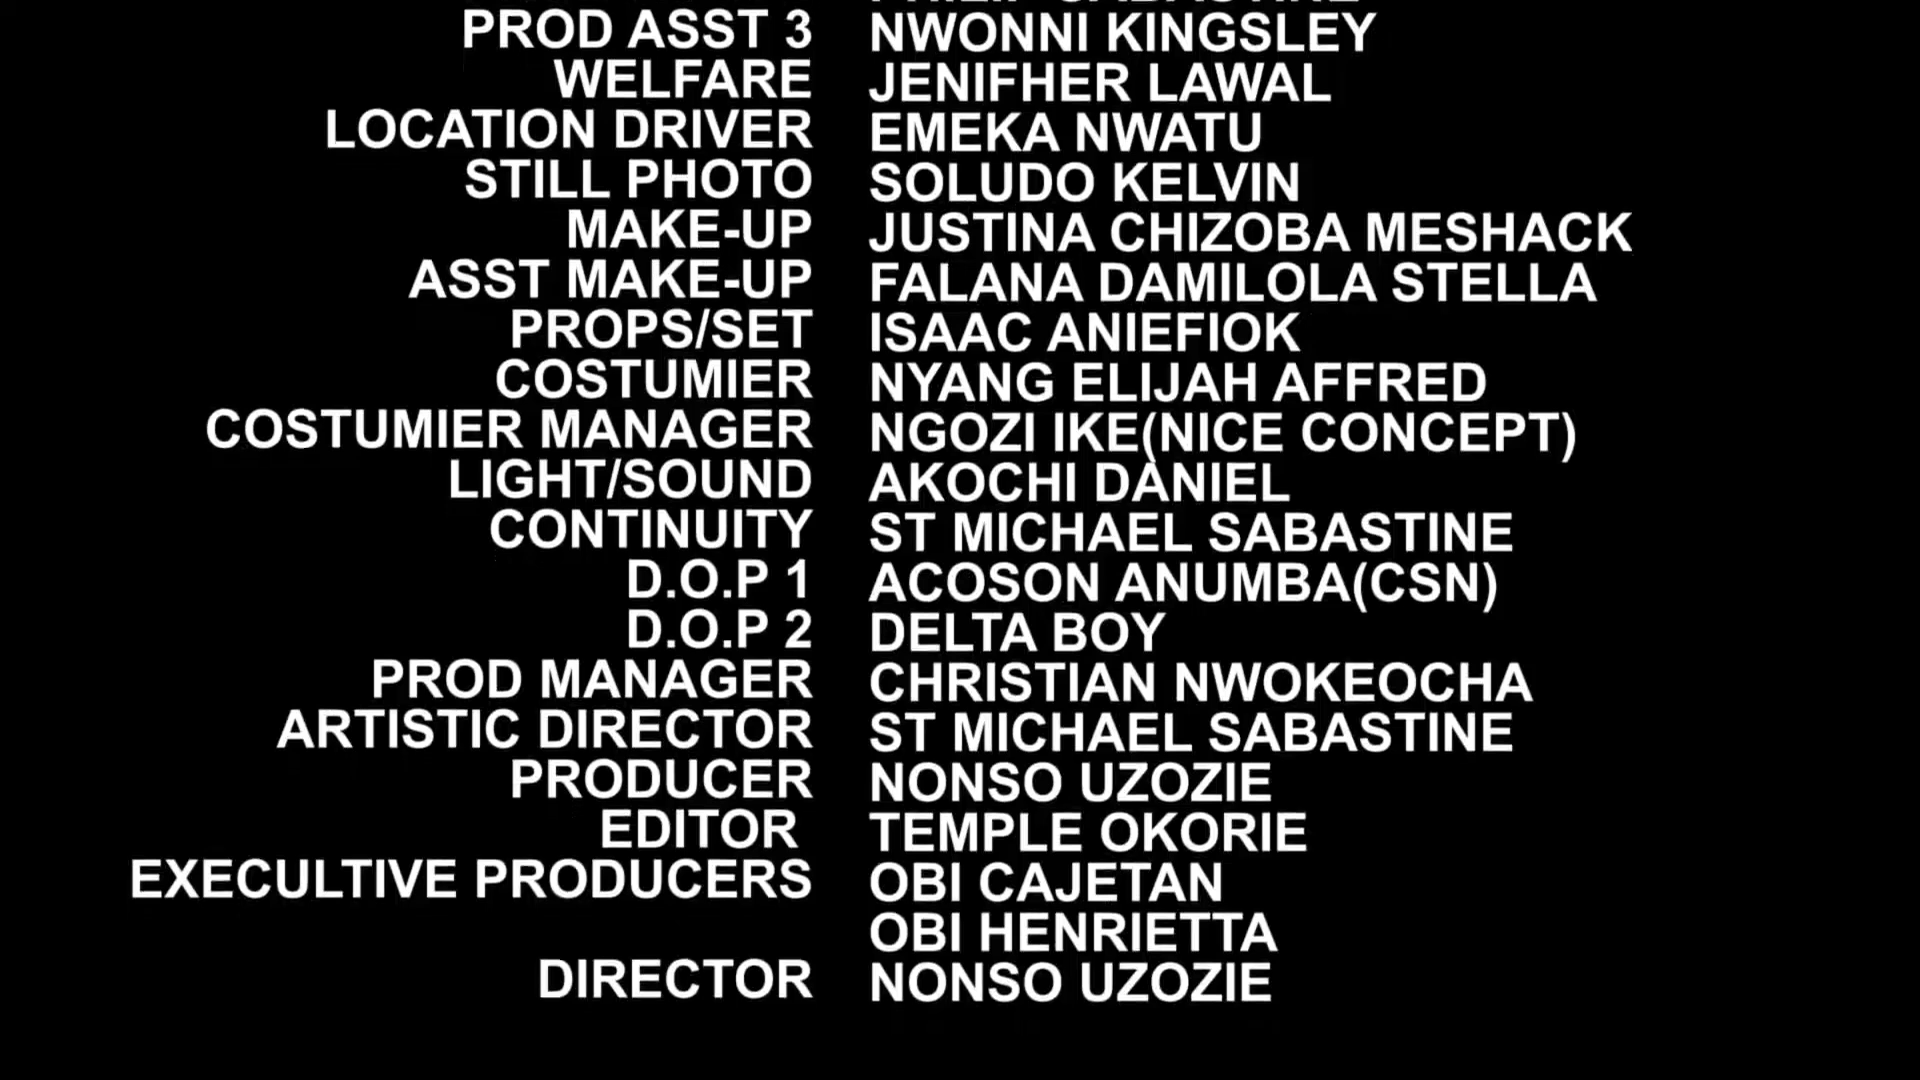 PROD ASST 3 NWONNI KINGSLEY
WELFARE JENIFHER LAWAL
LOCATION DRIVER EMEKA NWATU
STILL PHOTO SOLUDO KELVIN
MAKE-UP JUSTINA CHIZOBA MESHACK
ASST MAKE-UP FALANA DAMILOLA STELLA
PROPS/SET ISAAC ANIEFIOK
COSTUMIER NYANG ELIJAH AFFRED
COSTUMIER MANAGER NGOZI IKE(NICE CONCEPT)
LIGHT/SOUND AKOCHI DANIEL
CONTINUITY ST MICHAEL SABASTINE
D.O.P 1 ACOSON ANUMBA(CSN)
D.O.P 2 DELTA BOY
PROD MANAGER CHRISTIAN NWOKEOCHA
ARTISTIC DIRECTOR ST MICHAEL SABASTINE
PRODUCER NONSO UZOZIE
EDITOR TEMPLE OKORIE
EXECULTIVE PRODUCERS OBI CAJETAN
OBI HENRIETTA
DIRECTOR NONSO UZOZIE